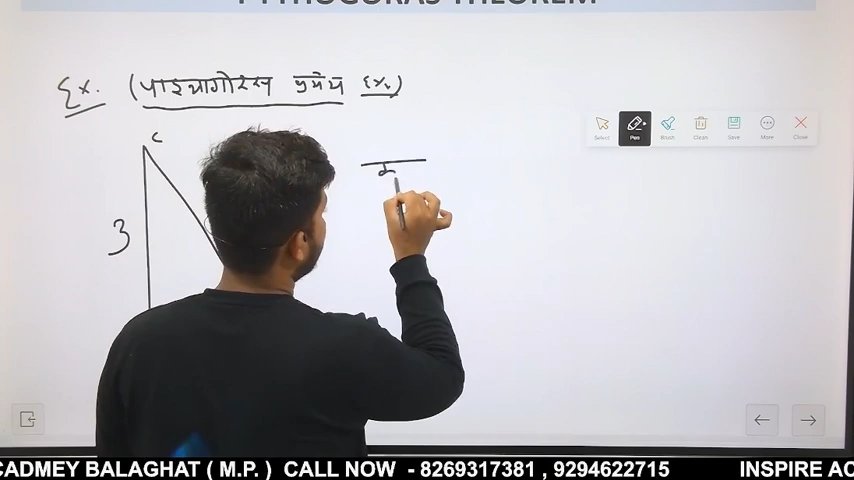 PYTHOGORAS THEOREM
Ex. (पाइथागोरस प्रमेय Ex.)
C
3
Select Pen Brush Clean Save More Close
CADMEY BALAGHAT ( M.P. ) CALL NOW - 8269317381 , 9294622715 INSPIRE AC